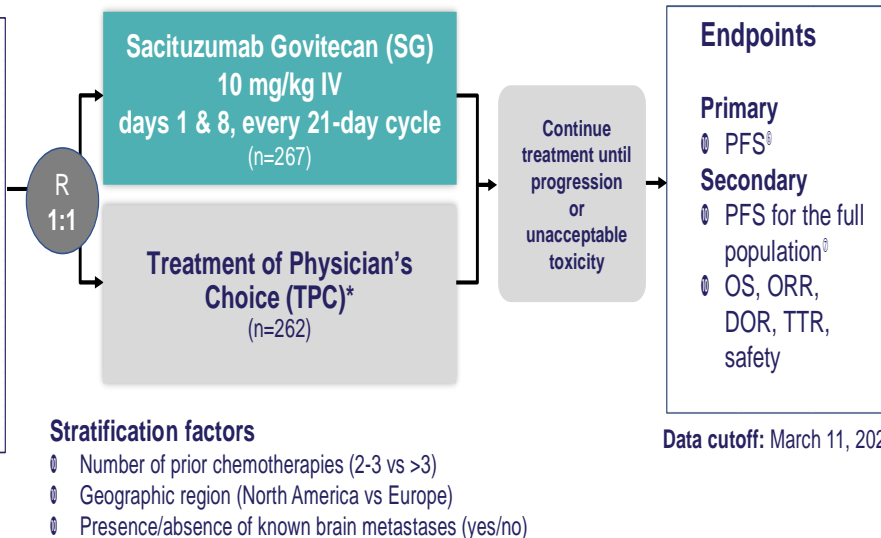 Sacituzumab Govitecan (SG)
10 mg/kg IV
days 1 & 8, every 21-day cycle
(n=267)
R
1:1
Treatment of Physician's
Choice (TPC)*
(n=262)
Continue
treatment until
progression
or
unacceptable
toxicity
Endpoints
Primary
PFS
Secondary
PFS for the full
population
OS, ORR,
DOR, TTR,
safety
Data cutoff: March 11, 202
Stratification factors
Number of prior chemotherapies (2-3 vs >3)
Geographic region (North America vs Europe)
Presence/absence of known brain metastases (yes/no)